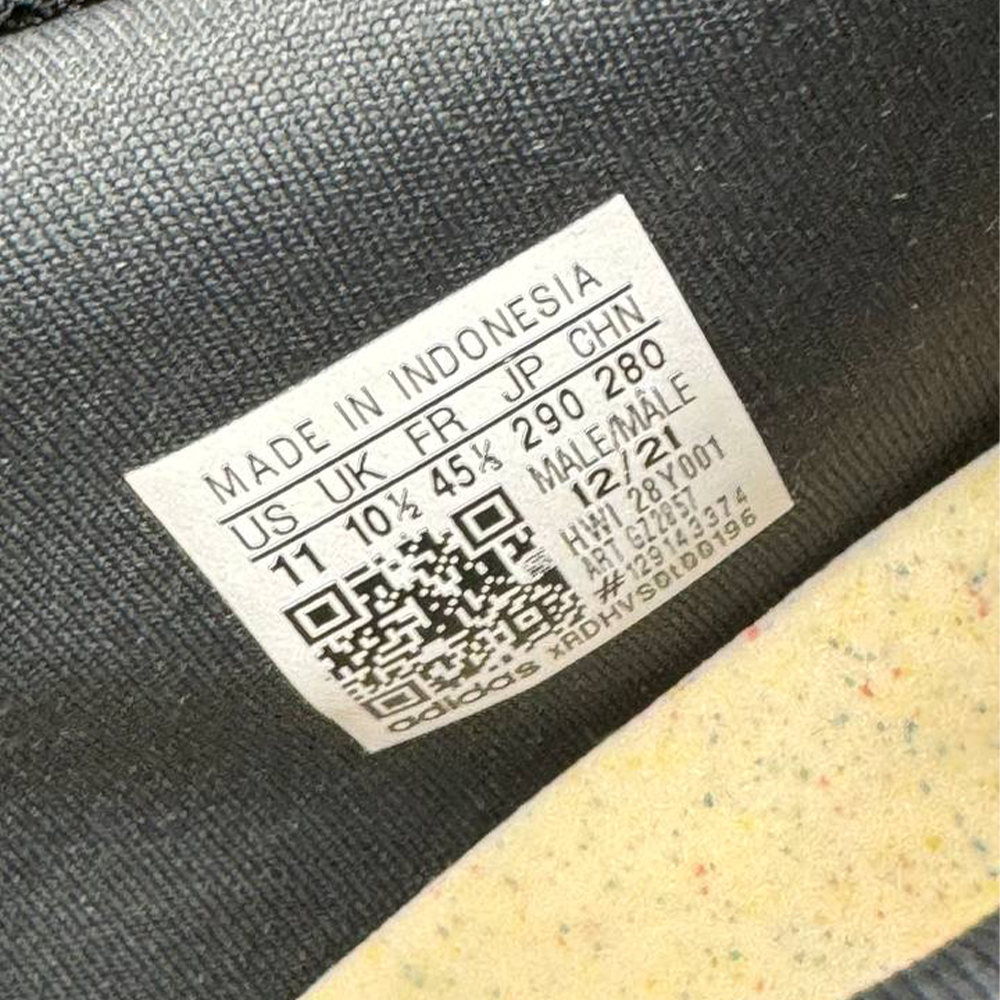 MADE IN INDONESIA
US UK FR JP CHN
11 10½ 45⅓ 290 280
MALE/MÂLE
12/21
HWI 28Y001
ART GZ2857
#129143374
adidas XRDHVSDLDG196